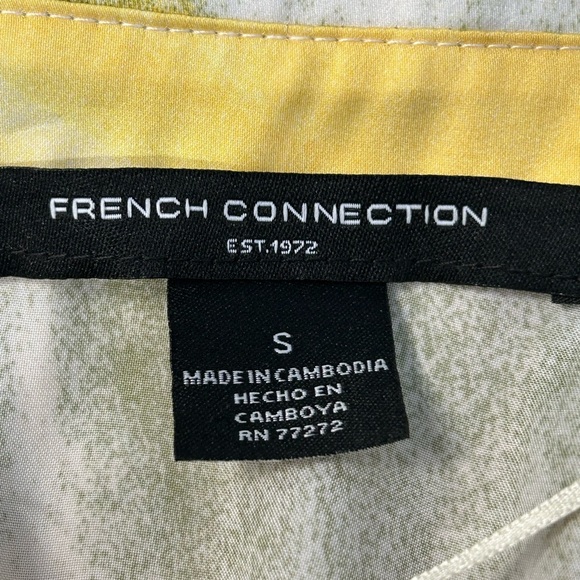 FRENCH CONNECTION
EST.1972
S
MADE IN CAMBODIA
HECHO EN
CAMBOYA
RN 77272